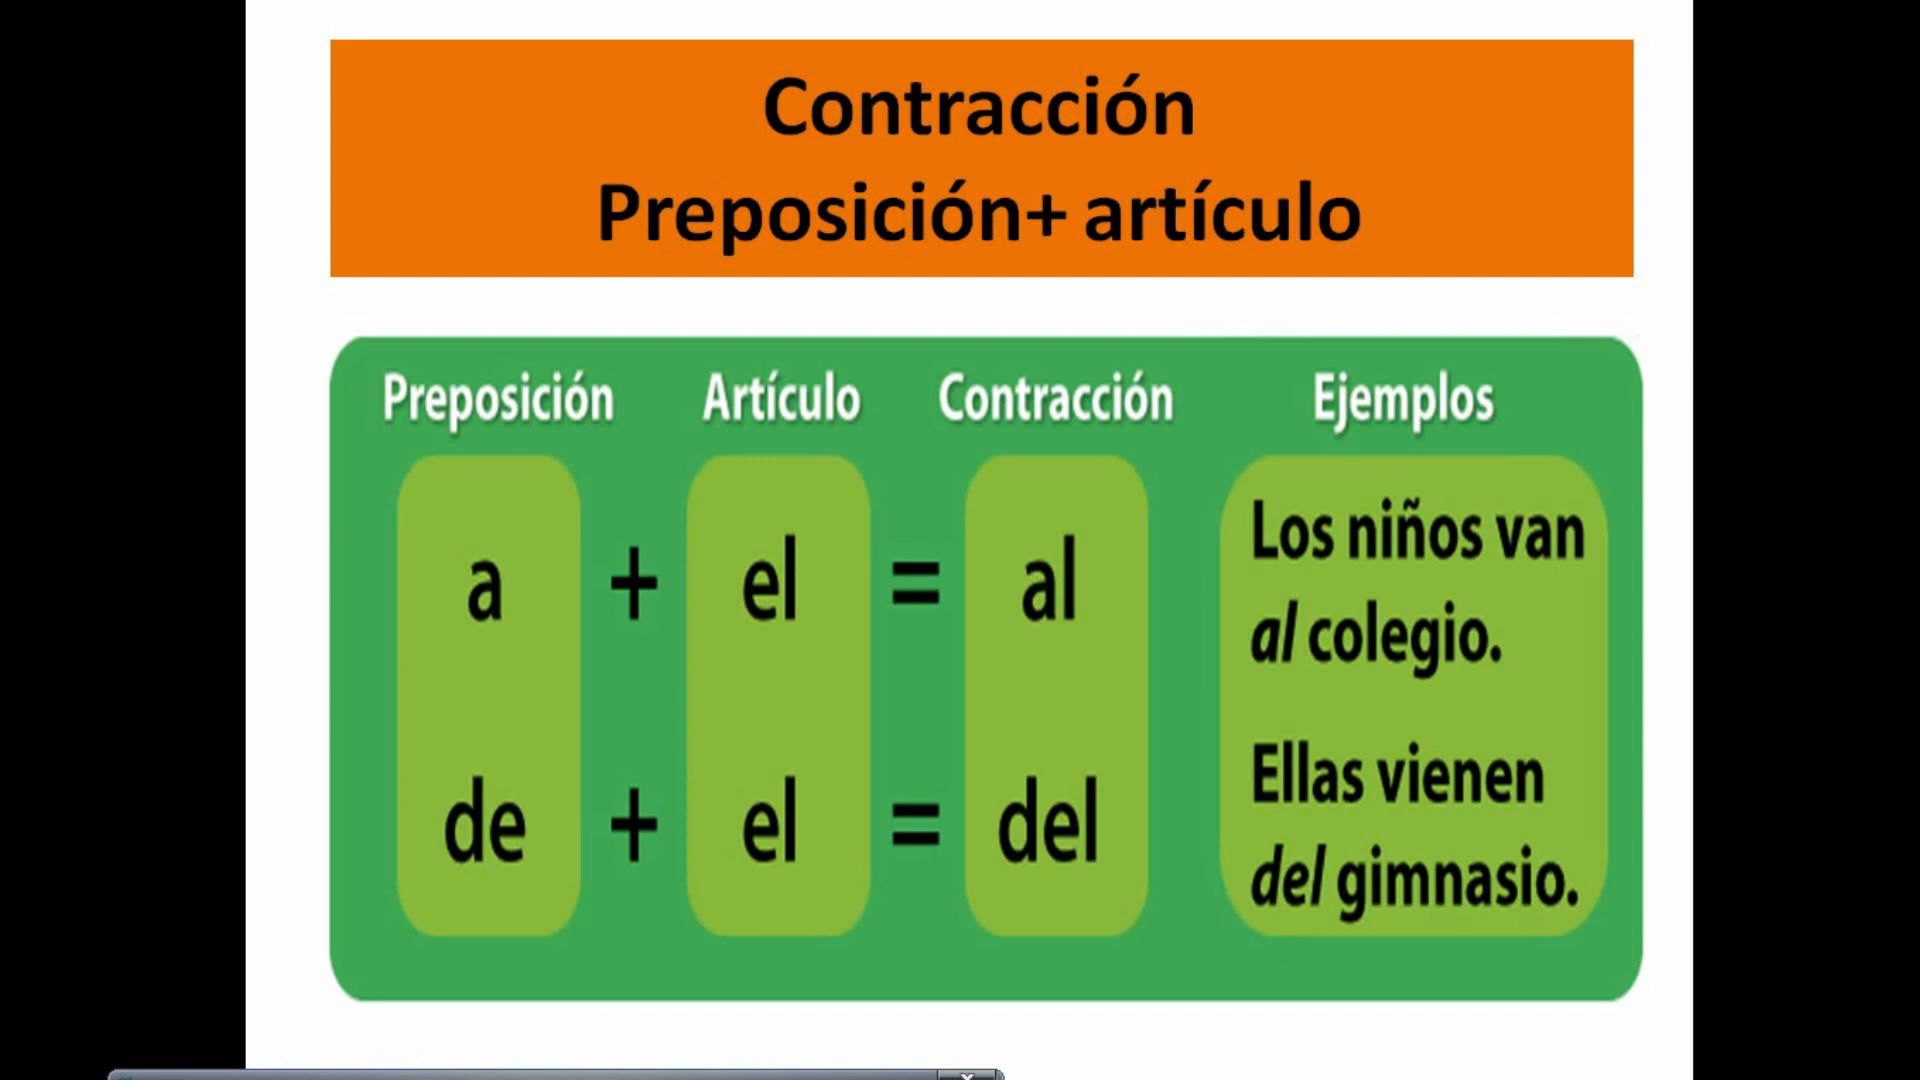 Contracción
Preposición+ artículo
Preposición Artículo Contracción Ejemplos
a + el = al
Los niños van
al colegio.
de + el = del
Ellas vienen
del gimnasio.